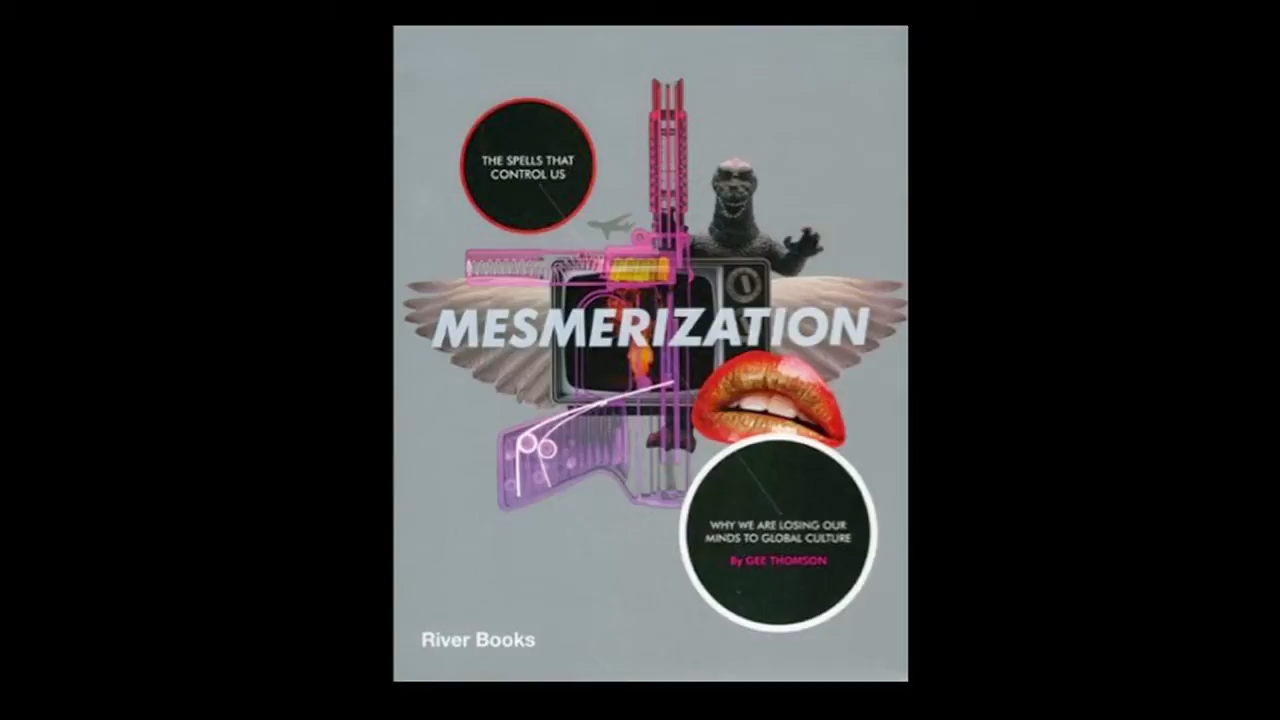 THE SPELLS THAT
CONTROL US
MESMERIZATION
WHY WE ARE LOSING OUR
MINDS TO GLOBAL CULTURE
By GEE THOMSON
River Books